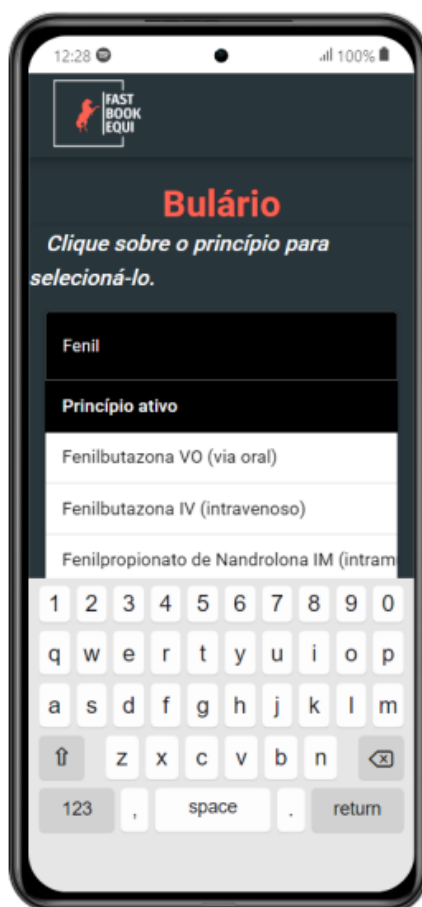 12:28 100%
FAST
BOOK
EQUI
Bulário
Clique sobre o princípio para
selecioná-lo.
Fenil
Princípio ativo
Fenilbutazona VO (via oral)
Fenilbutazona IV (intravenoso)
Fenilpropionato de Nandrolona IM (intram
1 2 3 4 5 6 7 8 9 0
q w e r t y u i o p
a s d f g h j k l m
z x c v b n
123 , space . return